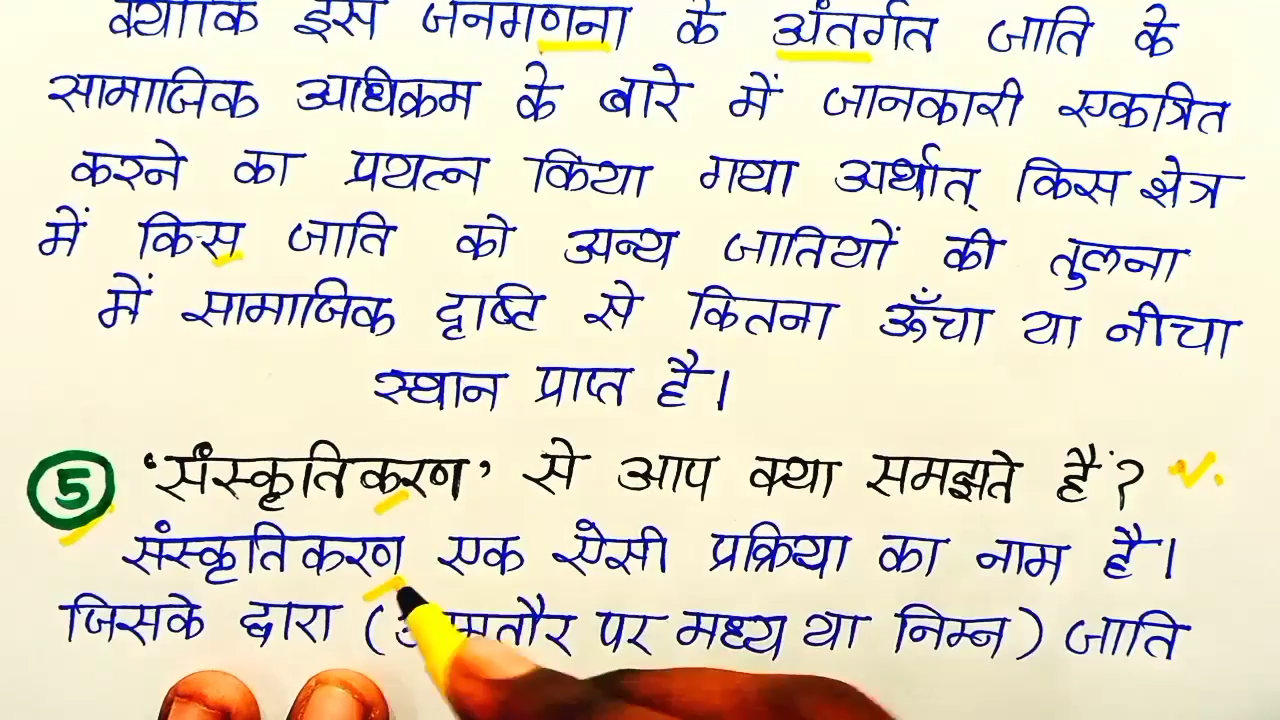 क्योंकि इस जनगणना के अंतर्गत जाति के
सामाजिक आधिक्रम के बारे में जानकारी एकत्रित
करने का प्रयत्न किया गया अर्थात् किस क्षेत्र
में किस जाति को अन्य जातियों की तुलना
में सामाजिक दृष्टि से कितना ऊँचा या नीचा
स्थान प्राप्त है।
5 'संस्कृतिकरण' से आप क्या समझते हैं?
संस्कृतिकरण एक ऐसी प्रक्रिया का नाम है।
जिसके द्वारा (आमतौर पर मध्य या निम्न) जाति